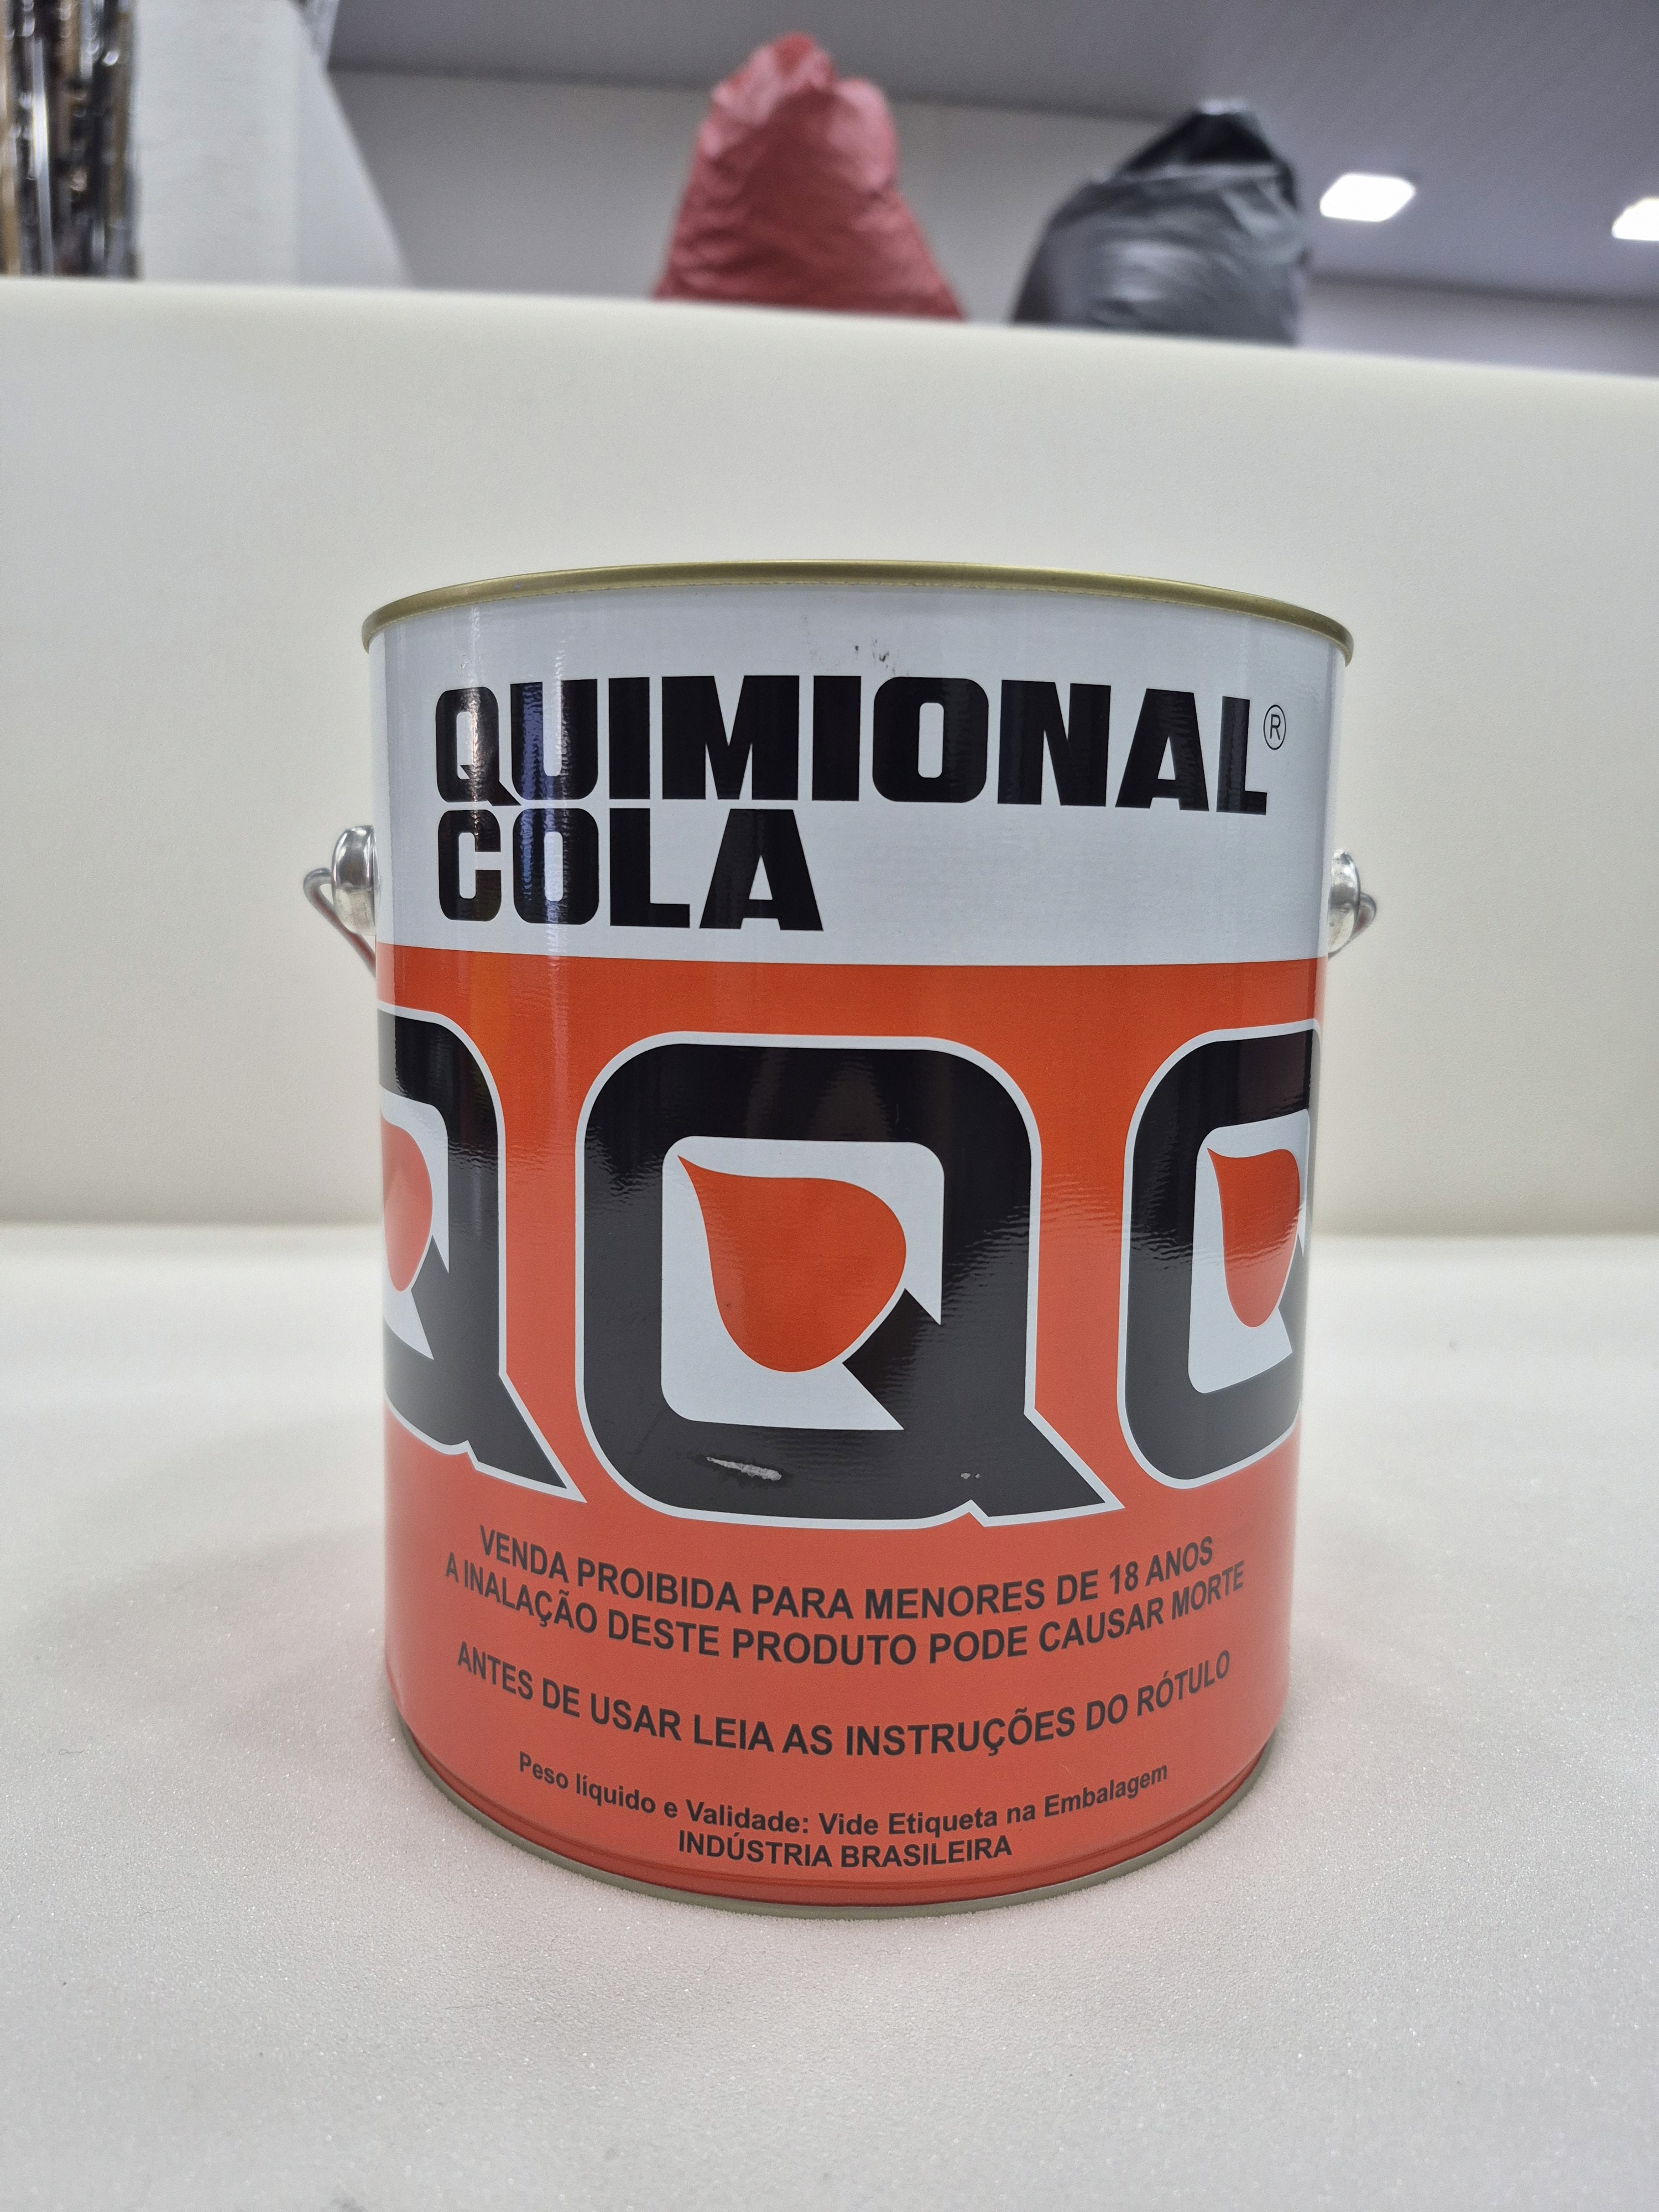 QUIMIONAL®
COLA
Q Q Q
VENDA PROIBIDA PARA MENORES DE 18 ANOS
A INALAÇÃO DESTE PRODUTO PODE CAUSAR MORTE
ANTES DE USAR LEIA AS INSTRUÇÕES DO RÓTULO
Peso líquido e Validade: Vide Etiqueta na Embalagem
INDÚSTRIA BRASILEIRA